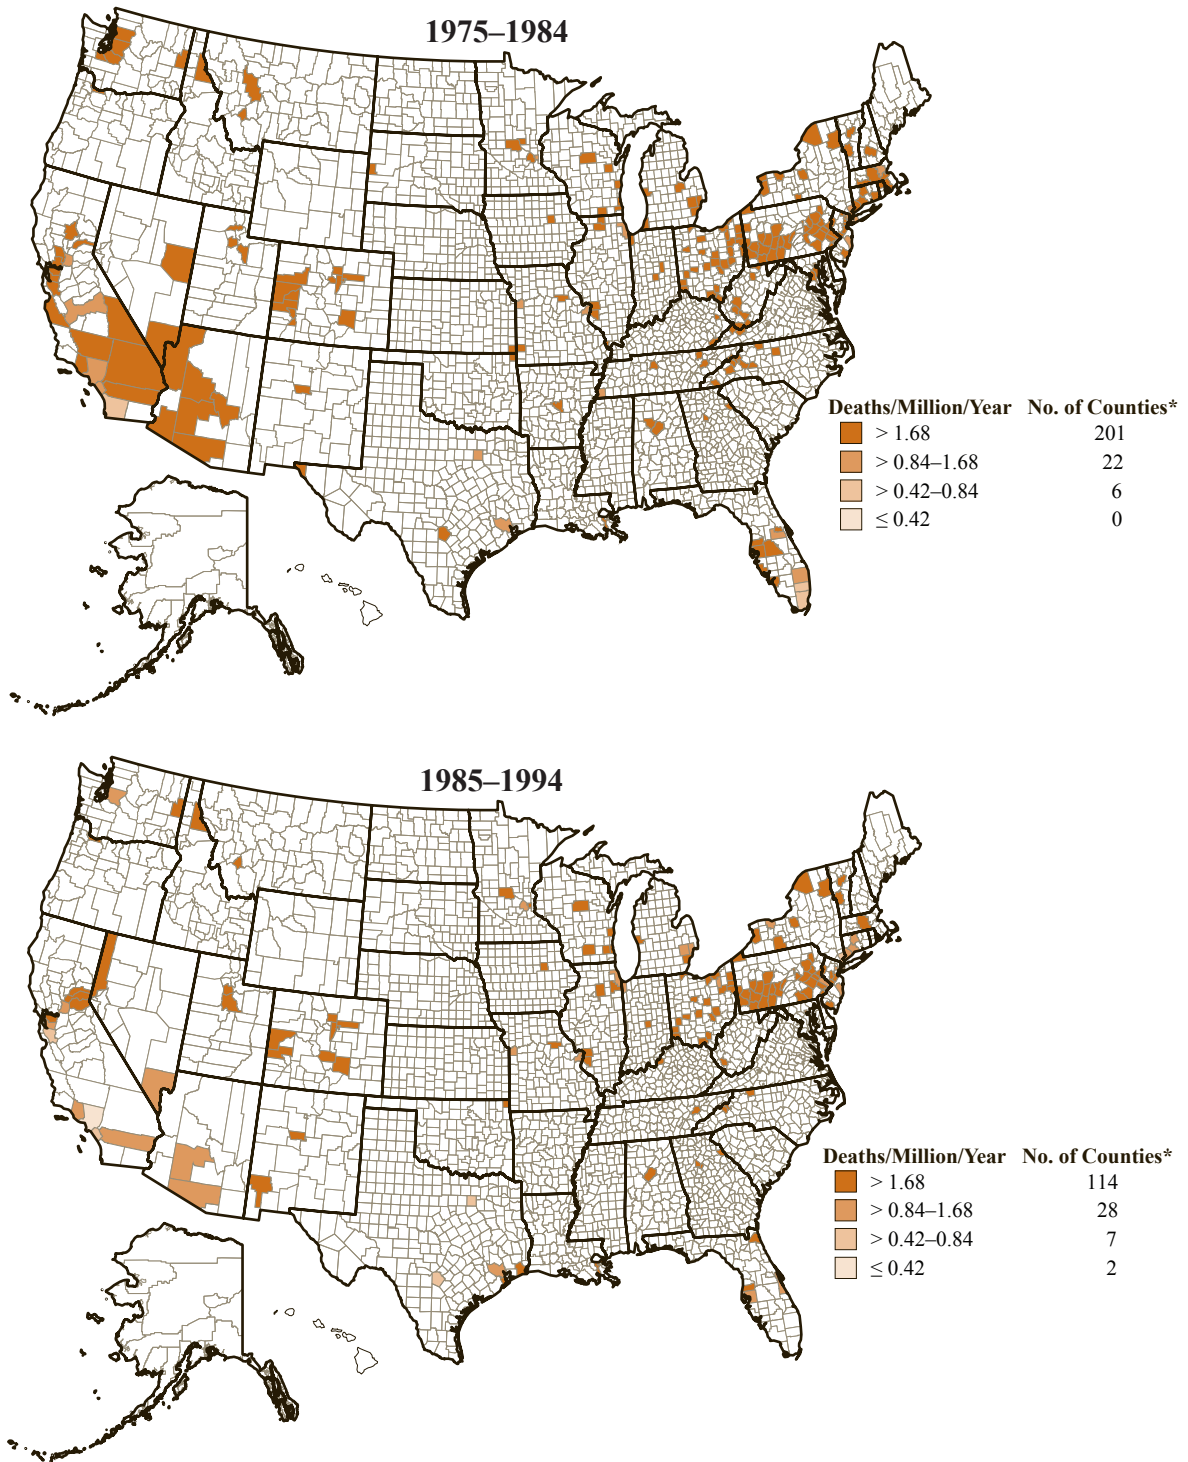 1975–1984
Deaths/Million/Year No. of Counties*
> 1.68 201
> 0.84–1.68 22
> 0.42–0.84 6
≤ 0.42 0
1985–1994
Deaths/Million/Year No. of Counties*
> 1.68 114
> 0.84–1.68 28
> 0.42–0.84 7
≤ 0.42 2